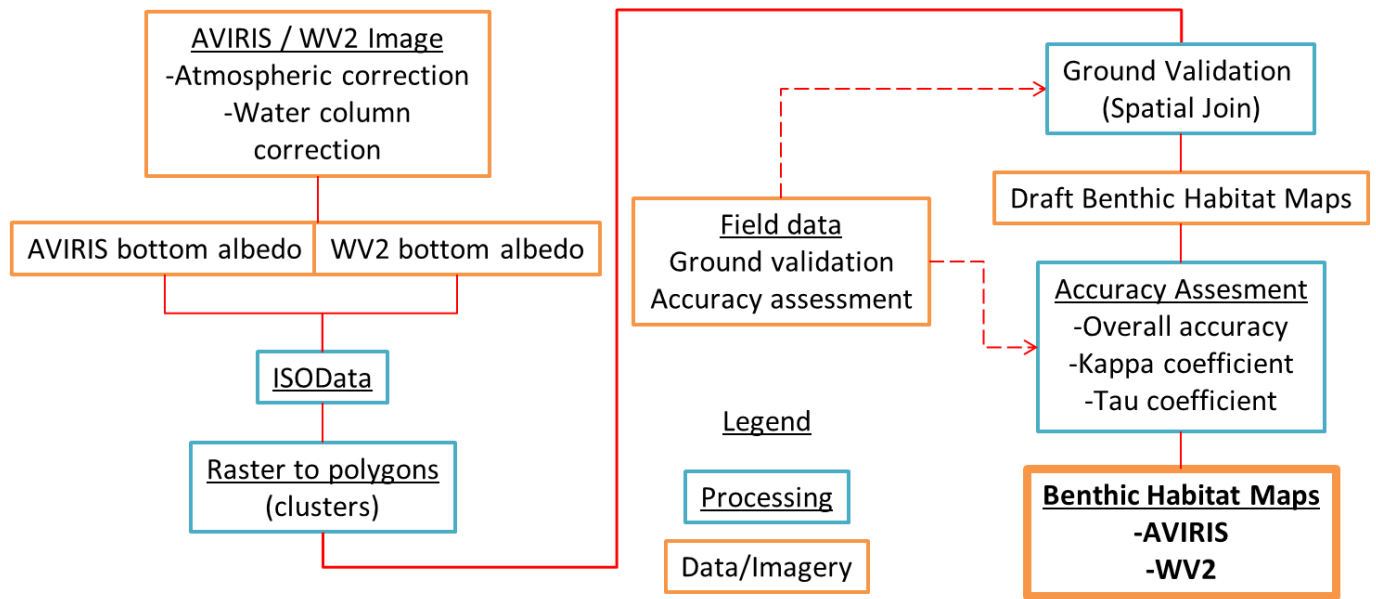 AVIRIS / WV2 Image
-Atmospheric correction
-Water column
correction
AVIRIS bottom albedo
WV2 bottom albedo
ISOData
Raster to polygons
(clusters)
Field data
Ground validation
Accuracy assessment
Legend
Processing
Data/Imagery
Ground Validation
(Spatial Join)
Draft Benthic Habitat Maps
Accuracy Assesment
-Overall accuracy
-Kappa coefficient
-Tau coefficient
Benthic Habitat Maps
-AVIRIS
-WV2